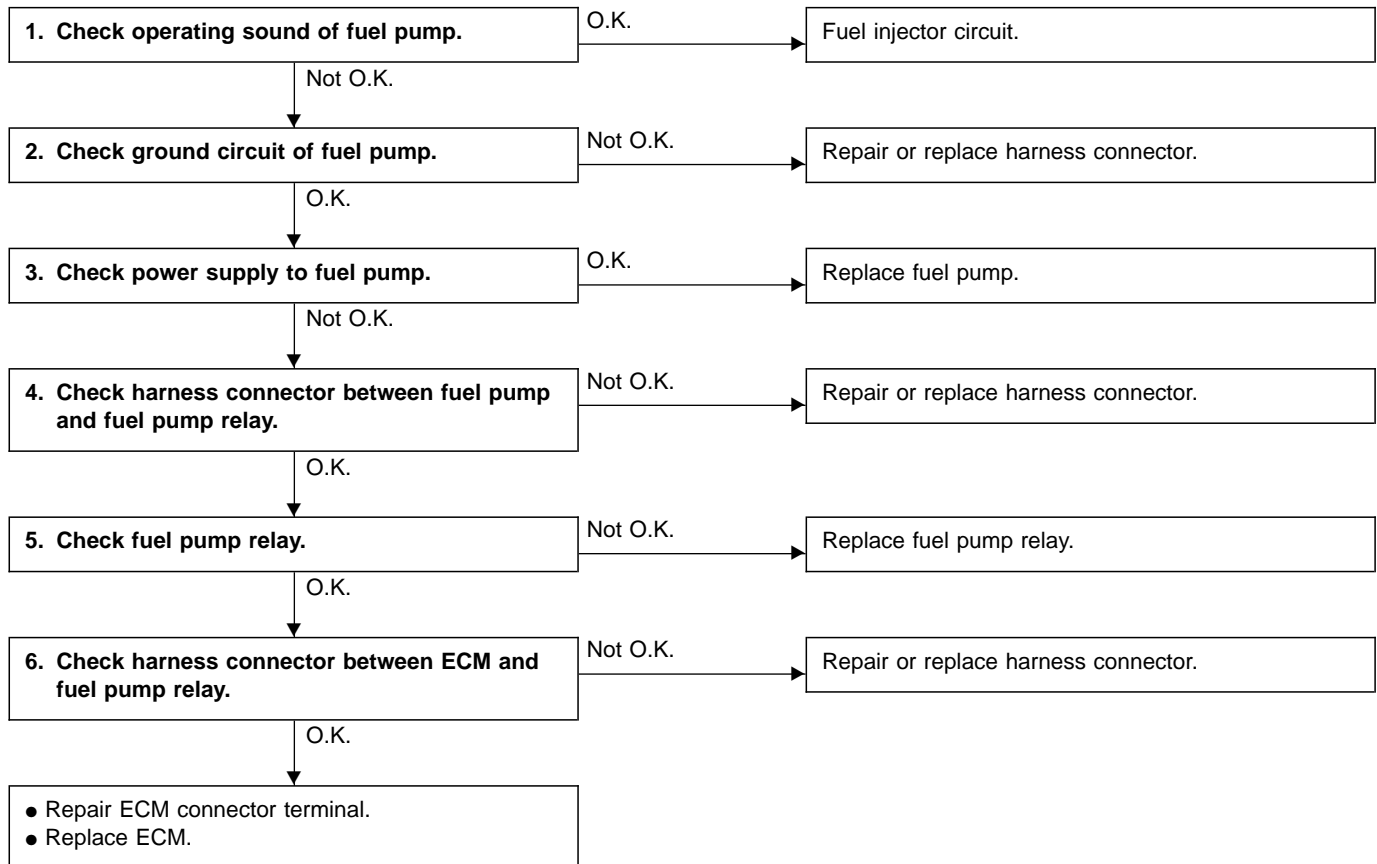 1. Check operating sound of fuel pump.
O.K.
Fuel injector circuit.
Not O.K.
2. Check ground circuit of fuel pump.
Not O.K.
Repair or replace harness connector.
O.K.
3. Check power supply to fuel pump.
O.K.
Replace fuel pump.
Not O.K.
4. Check harness connector between fuel pump
and fuel pump relay.
Not O.K.
Repair or replace harness connector.
O.K.
5. Check fuel pump relay.
Not O.K.
Replace fuel pump relay.
O.K.
6. Check harness connector between ECM and
fuel pump relay.
Not O.K.
Repair or replace harness connector.
O.K.
● Repair ECM connector terminal.
● Replace ECM.